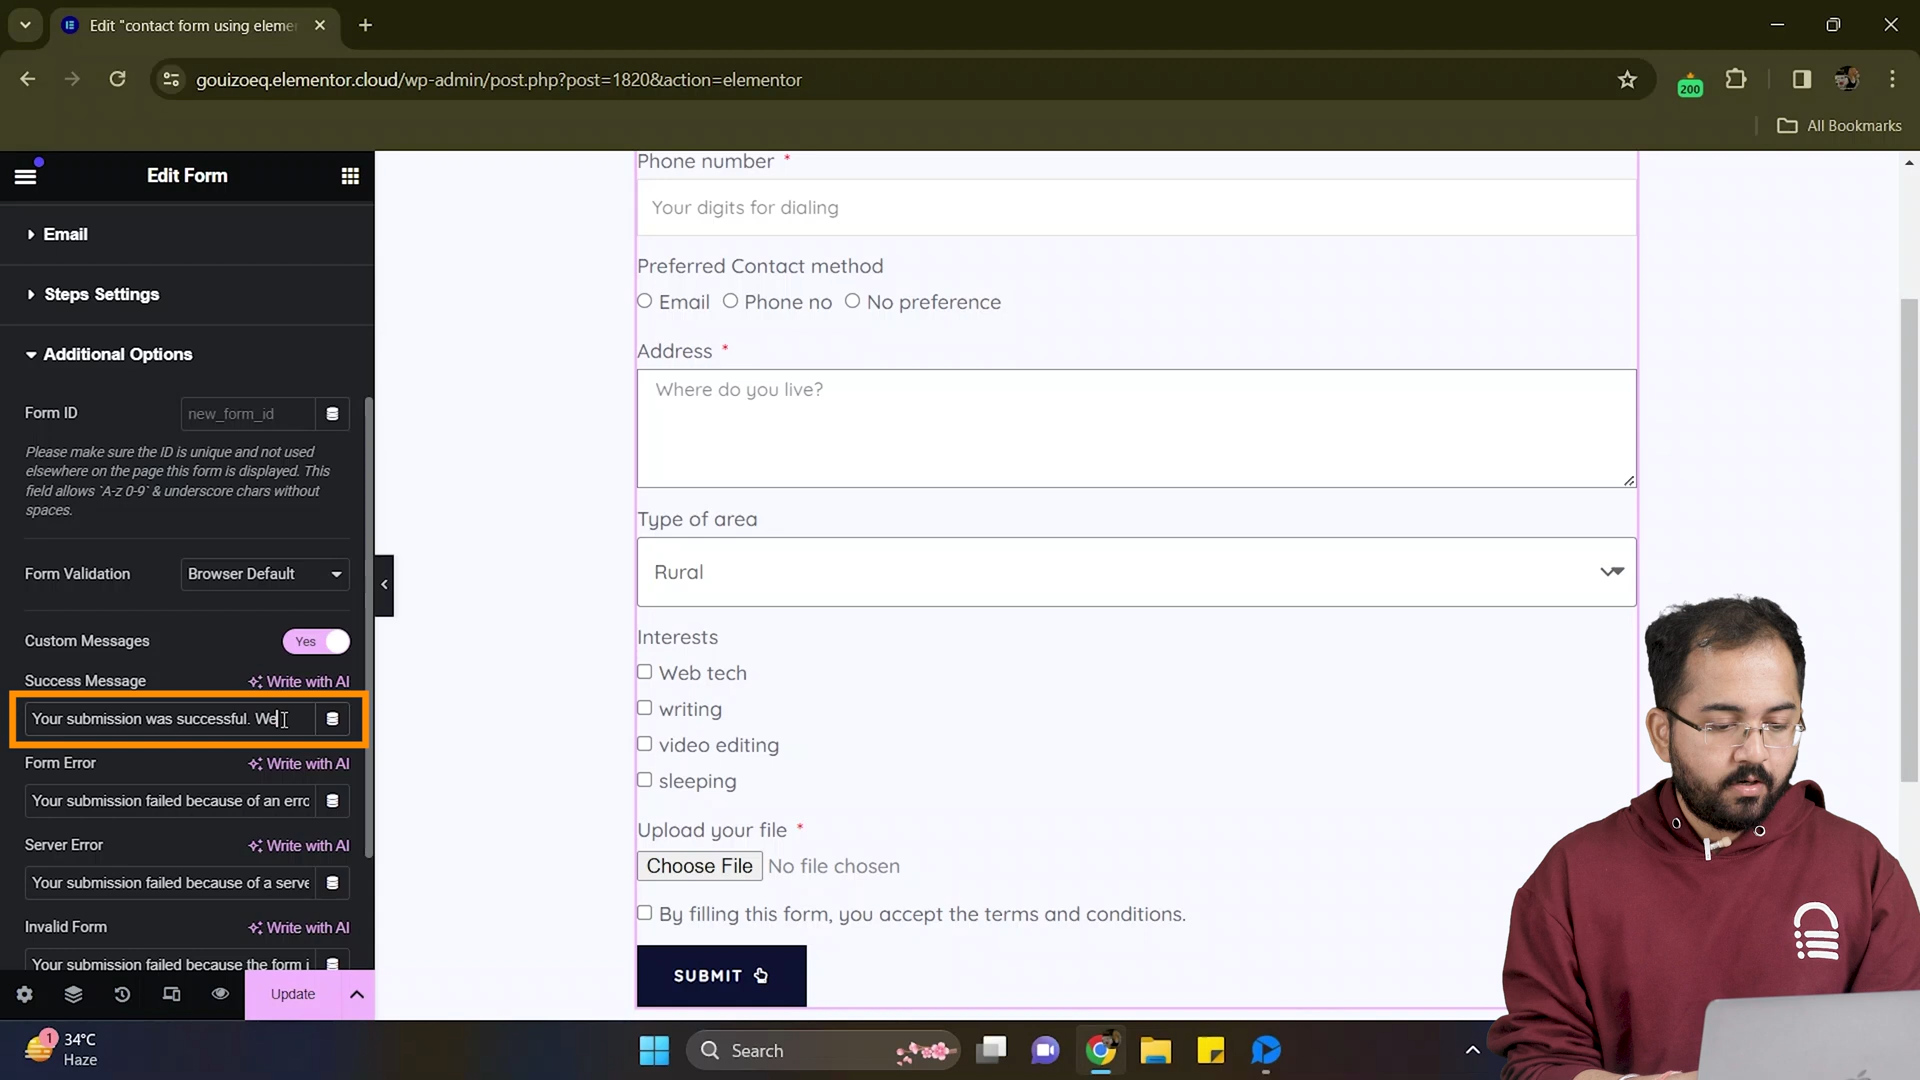 Edit "contact form using eleme
gouizoeq.elementor.cloud/wp-admin/post.php?post=1820&action=elementor
200
All Bookmarks
Edit Form
Email
Steps Settings
Additional Options
Form ID
new_form_id
Please make sure the ID is unique and not used
elsewhere on the page this form is displayed. This
field allows `A-z 0-9` & underscore chars without
spaces.
Form Validation
Browser Default
Custom Messages
Yes
Success Message
Write with AI
Your submission was successful. We
Form Error
Write with AI
Your submission failed because of an erro
Server Error
Write with AI
Your submission failed because of a serve
Invalid Form
Write with AI
Your submission failed because the form i
Update
Phone number *
Your digits for dialing
Preferred Contact method
Email Phone no No preference
Address *
Where do you live?
Type of area
Rural
Interests
Web tech
writing
video editing
sleeping
Upload your file *
Choose File No file chosen
By filling this form, you accept the terms and conditions.
SUBMIT
1
34°C
Haze
Search